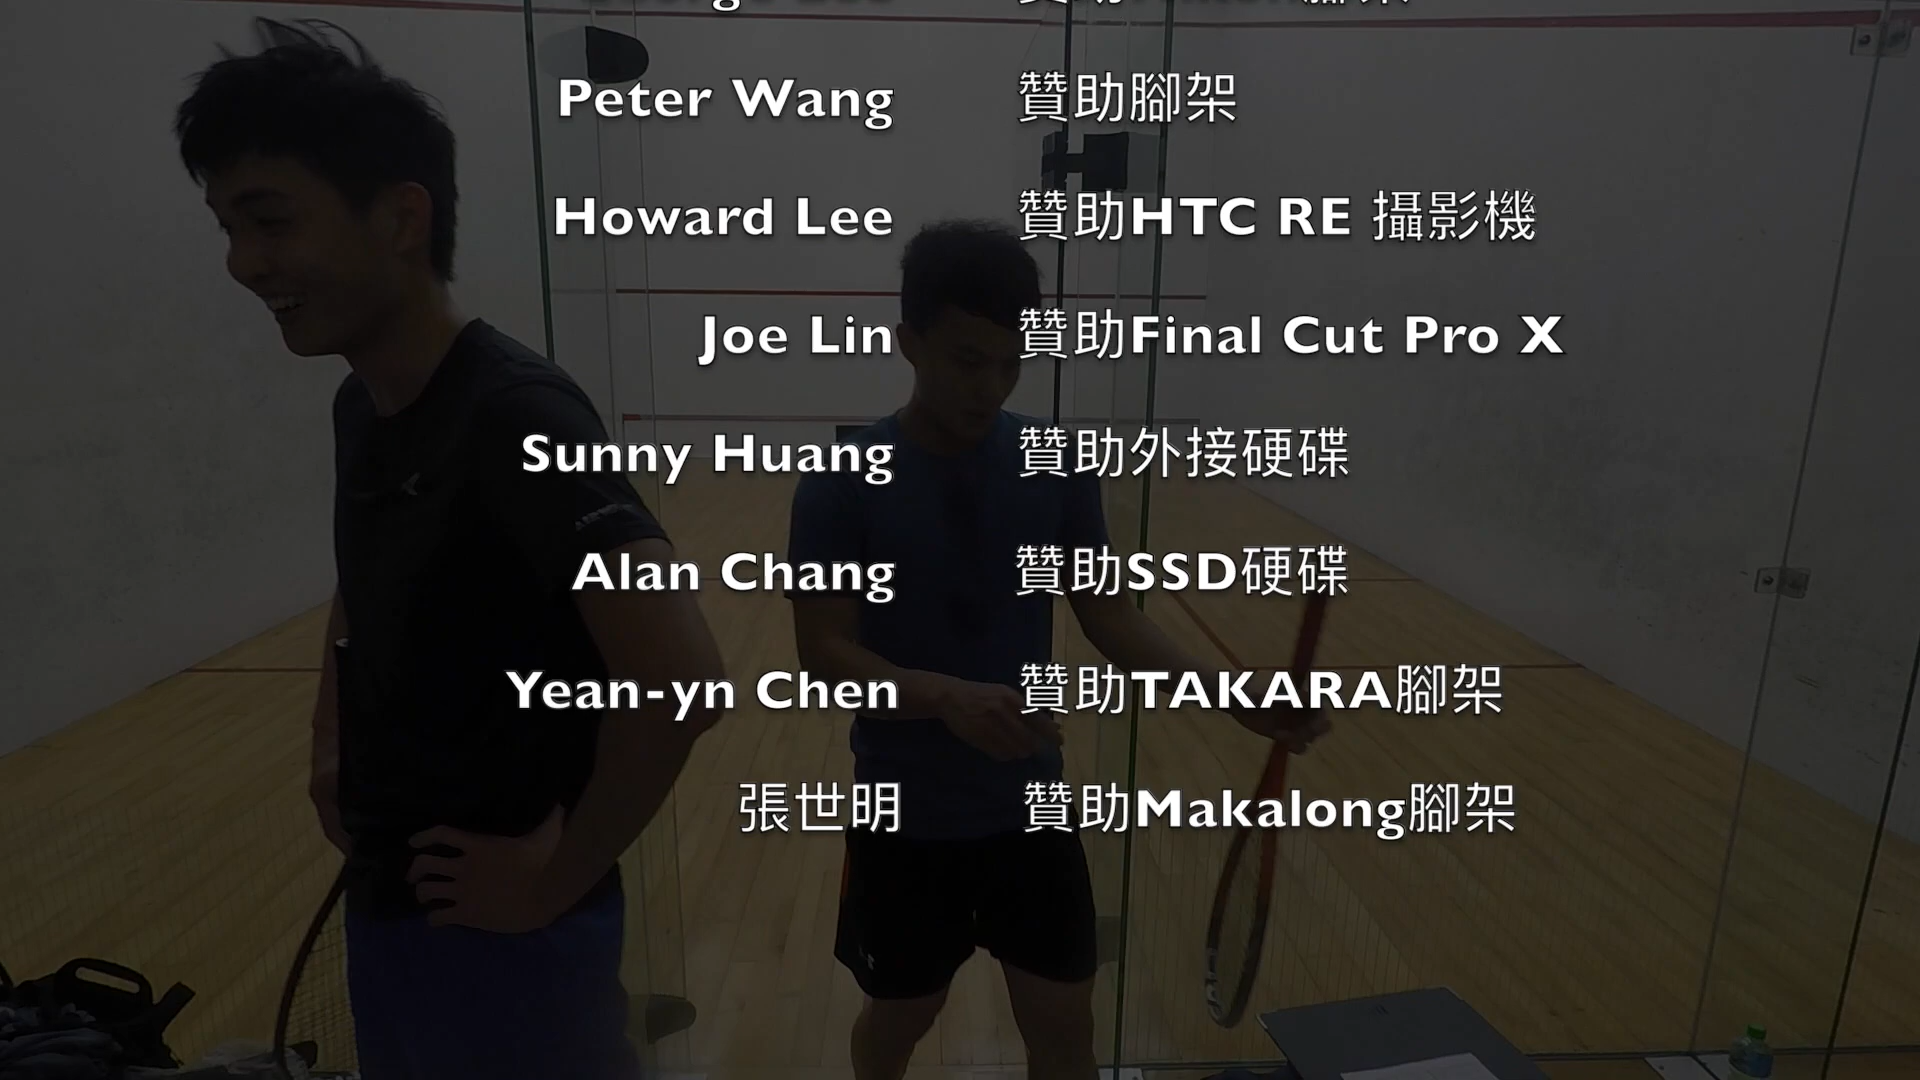 Peter Wang 贊助腳架
Howard Lee 贊助HTC RE 攝影機
Joe Lin 贊助Final Cut Pro X
Sunny Huang 贊助外接硬碟
Alan Chang 贊助SSD硬碟
Yean-yn Chen 贊助TAKARA腳架
張世明 贊助Makalong腳架